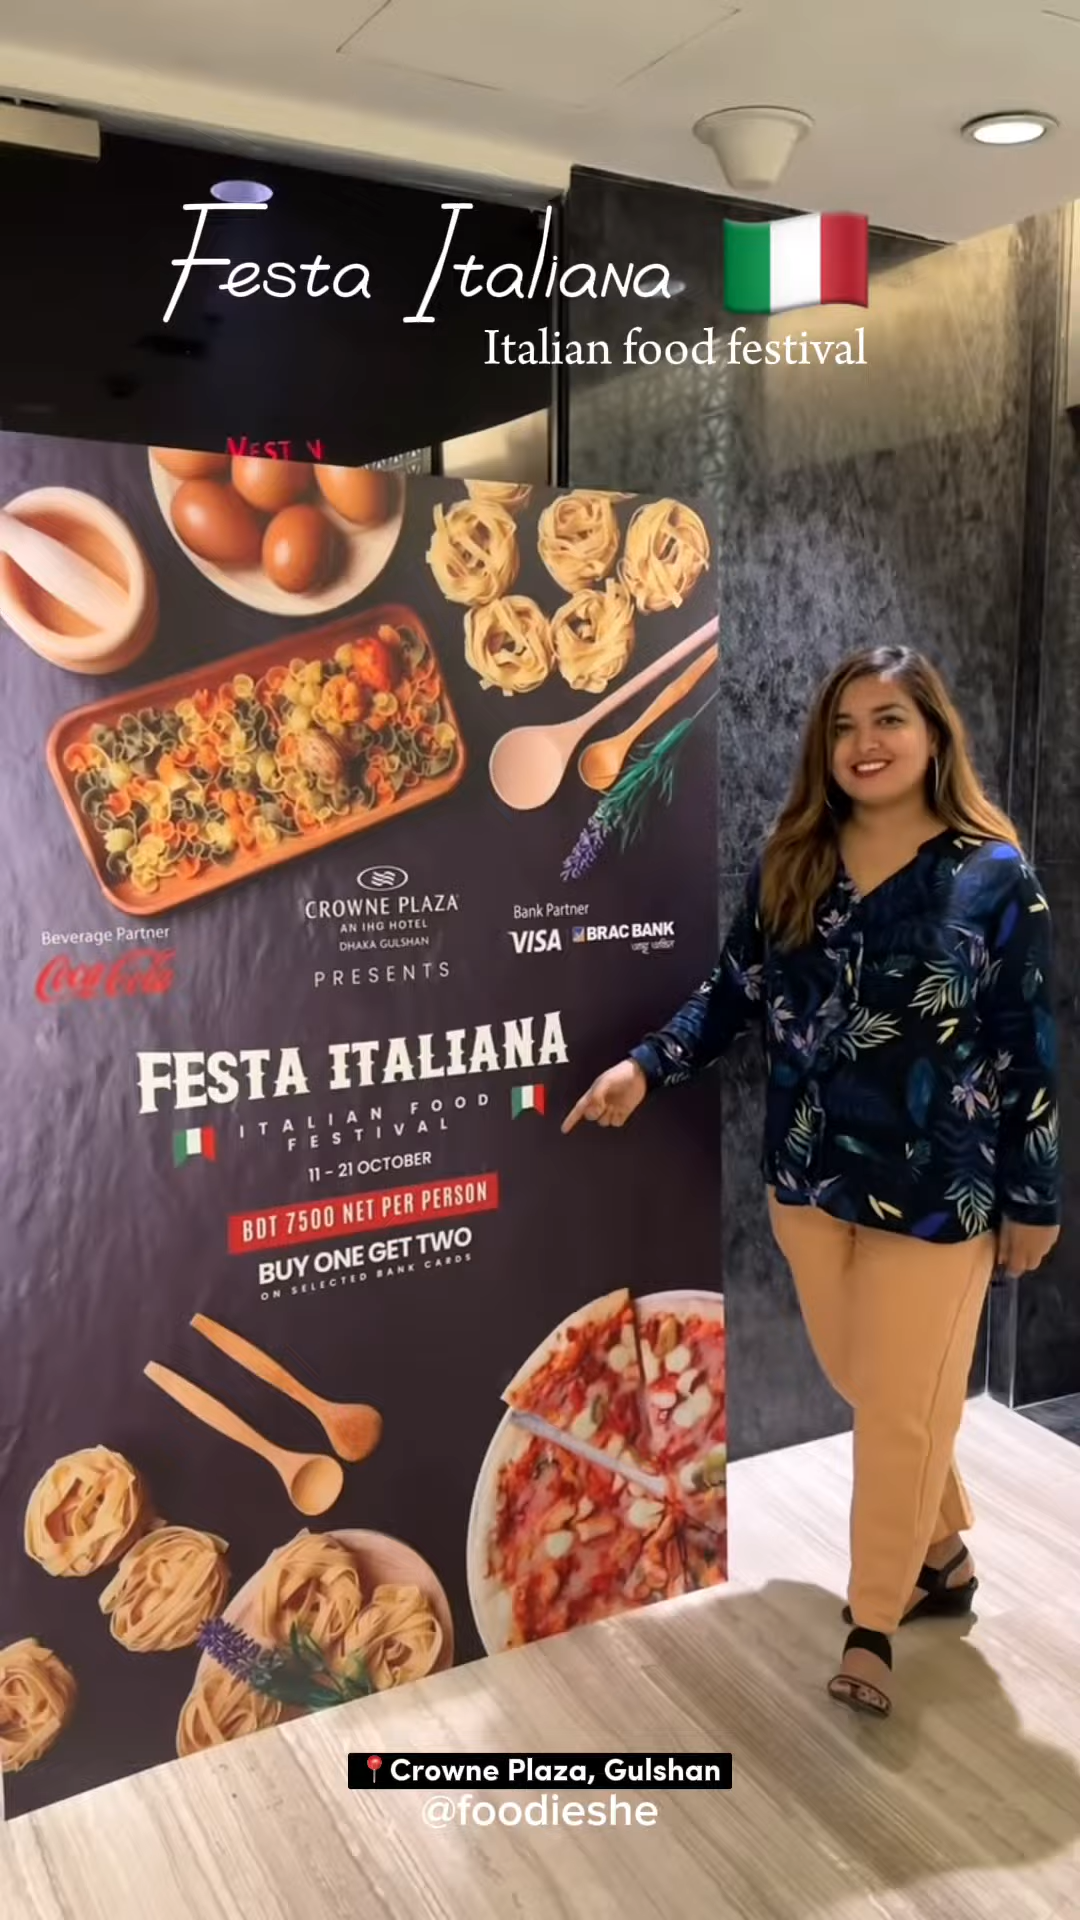 Festa Italiana
Italian food festival
CROWNE PLAZA
AN IHG HOTEL
DHAKA GULSHAN
PRESENTS
Beverage Partner
Coca-Cola
Bank Partner
VISA BRAC BANK
FESTA ITALIANA
ITALIAN FOOD
FESTIVAL
11 - 21 OCTOBER
BDT 7500 NET PER PERSON
BUY ONE GET TWO
ON SELECTED BANK CARDS
Crowne Plaza, Gulshan
@foodieshe